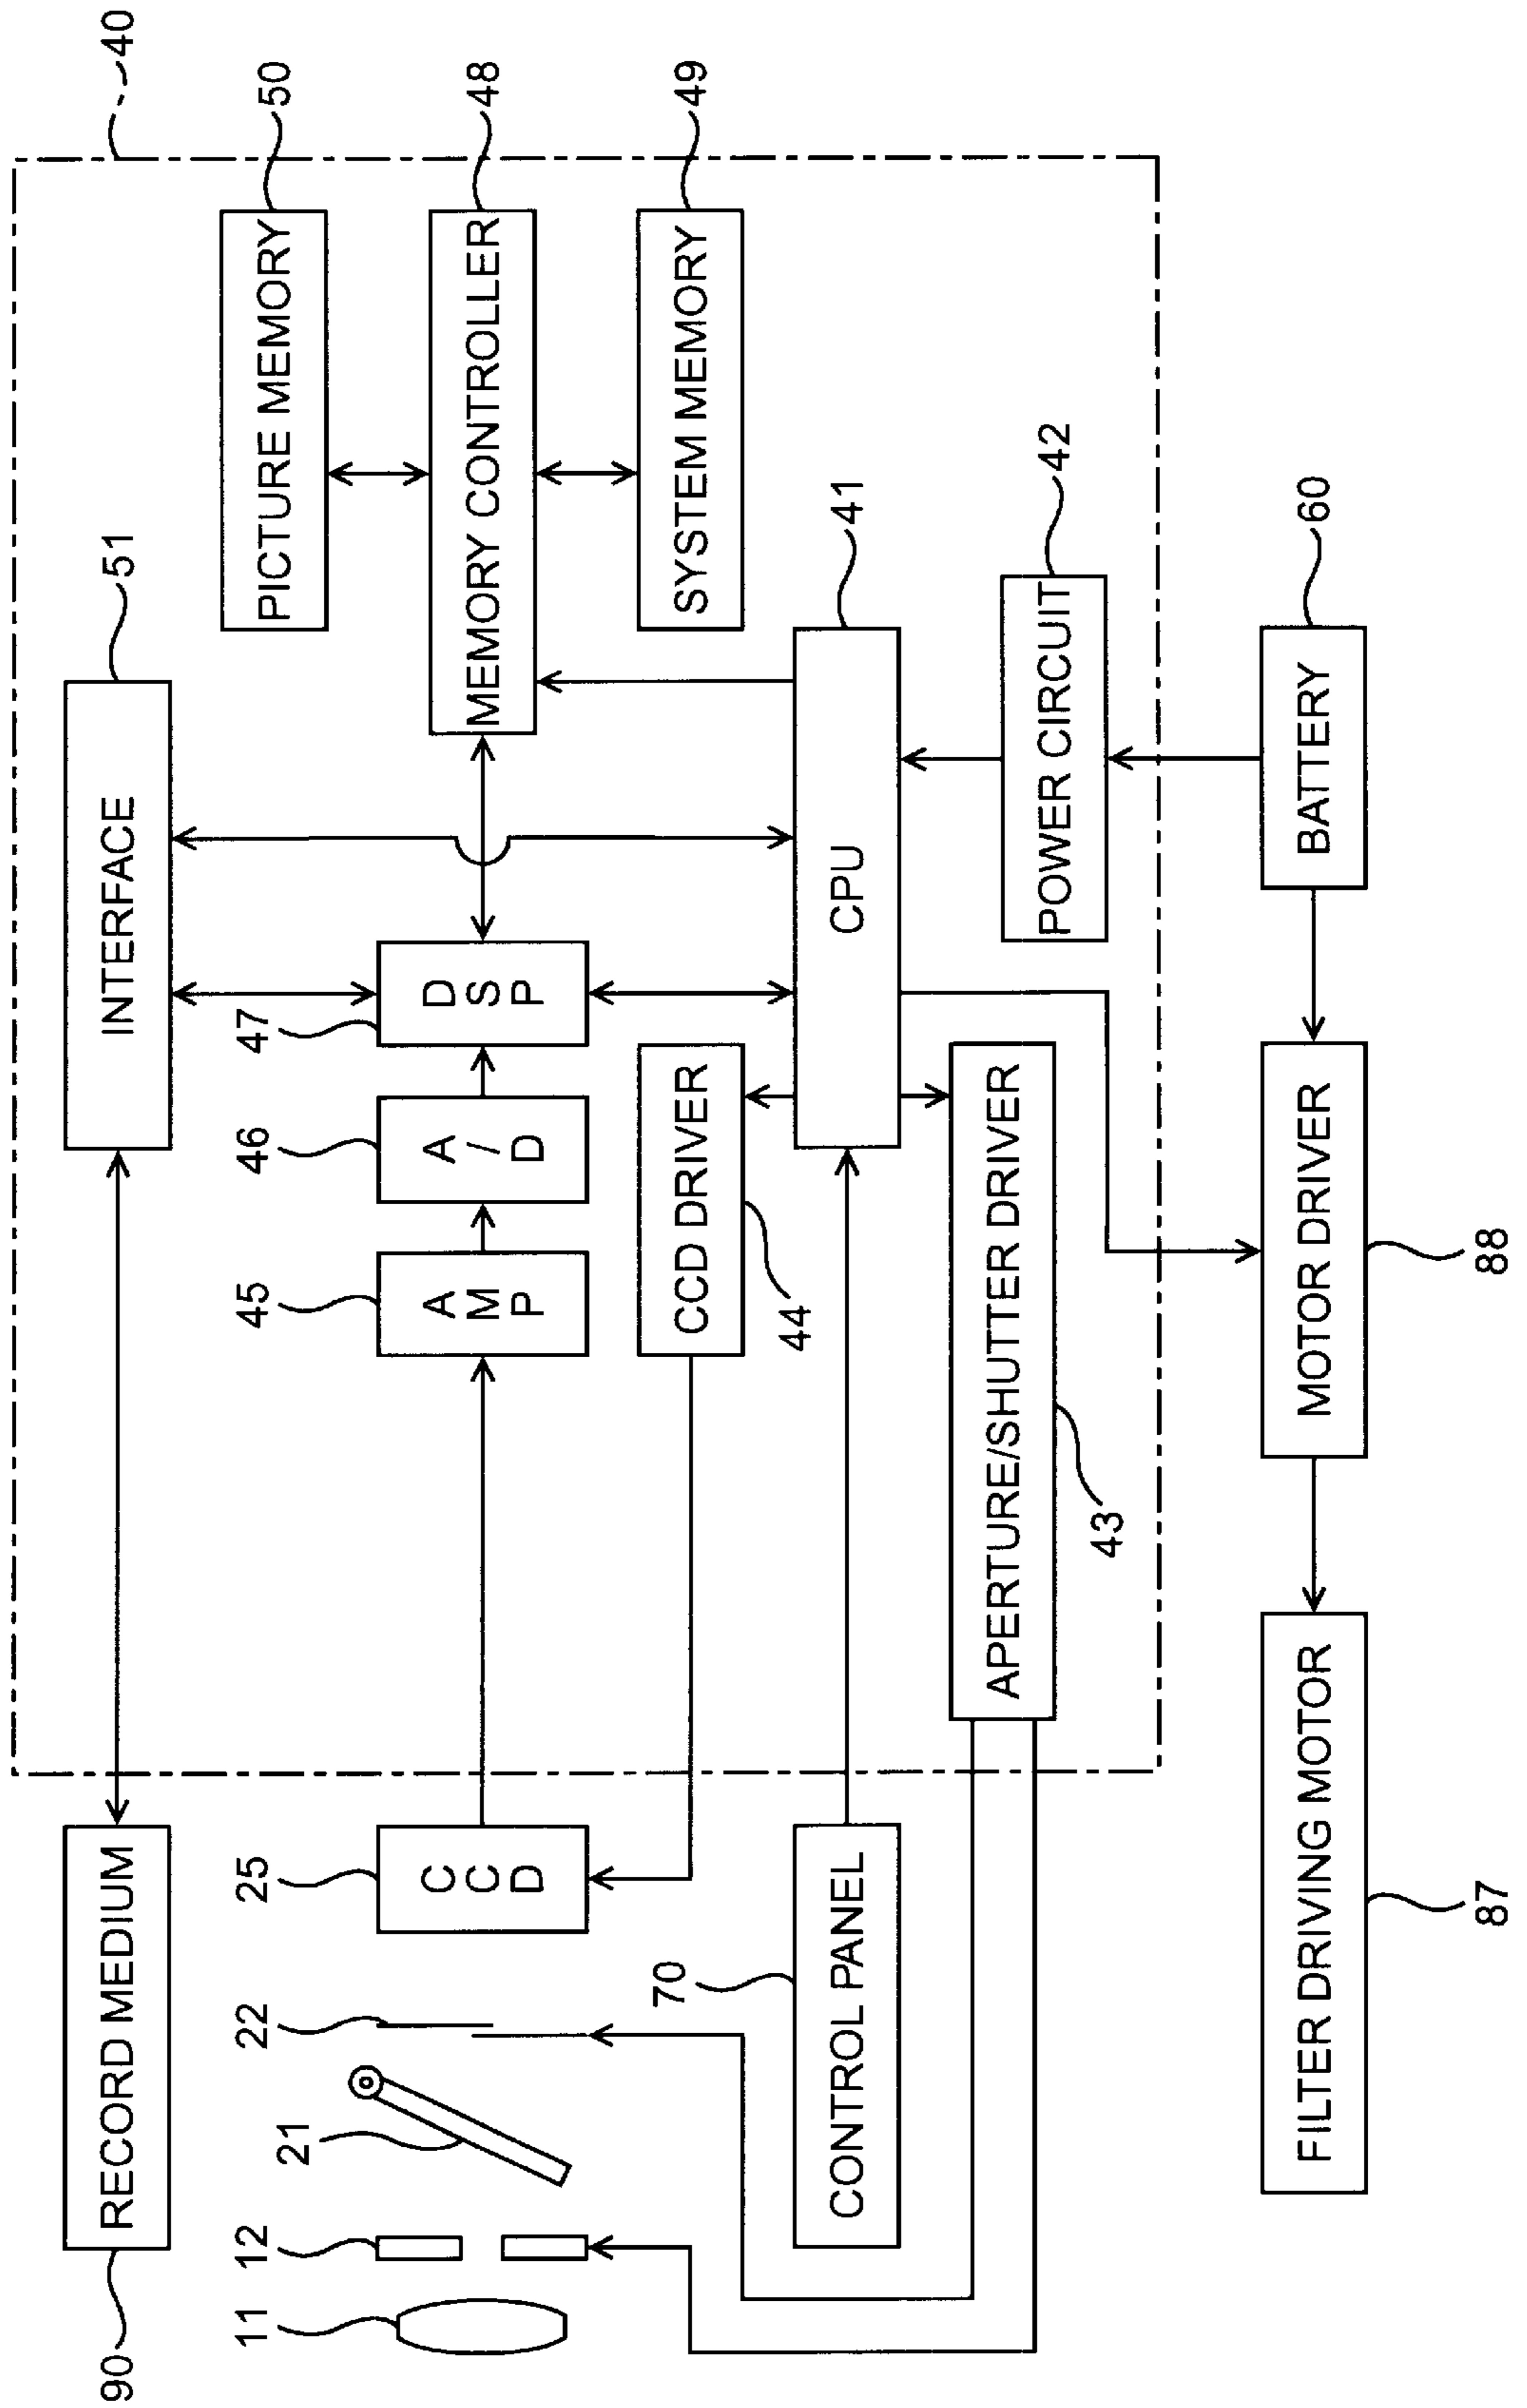 40
50
48
49
51
PICTURE MEMORY
MEMORY CONTROLLER
SYSTEM MEMORY
41
42
60
INTERFACE
CPU
POWER CIRCUIT
BATTERY
47
DSP
46
A/D
45
AMP
CCD DRIVER
44
APERTURE/SHUTTER DRIVER
43
MOTOR DRIVER
88
90
RECORD MEDIUM
11
12
21
22
25
CCD
70
CONTROL PANEL
FILTER DRIVING MOTOR
87